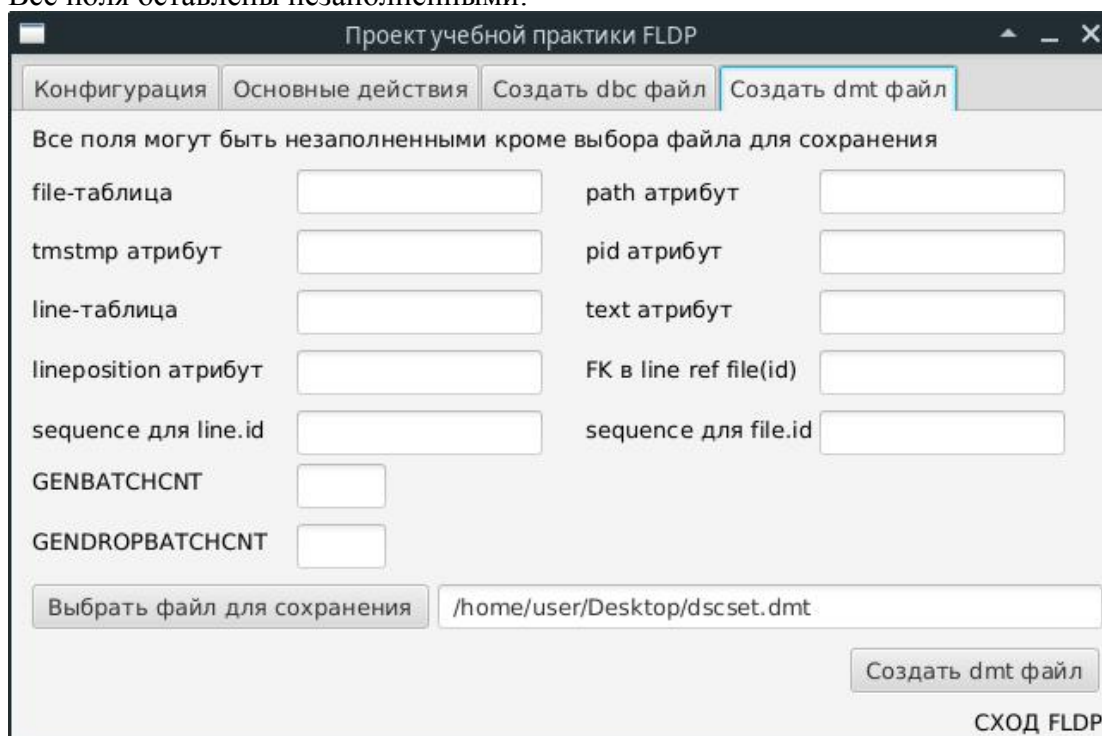 Все поля оставлены незаполненными.
Проект учебной практики FLDP
Конфигурация Основные действия Создать dbc файл Создать dmt файл
Все поля могут быть незаполненными кроме выбора файла для сохранения
file-таблица path атрибут
tmstmp атрибут pid атрибут
line-таблица text атрибут
lineposition атрибут FK в line ref file(id)
sequence для line.id sequence для file.id
GENBATCHCNT
GENDROPBATCHCNT
Выбрать файл для сохранения /home/user/Desktop/dscset.dmt
Создать dmt файл
СХОД FLDP